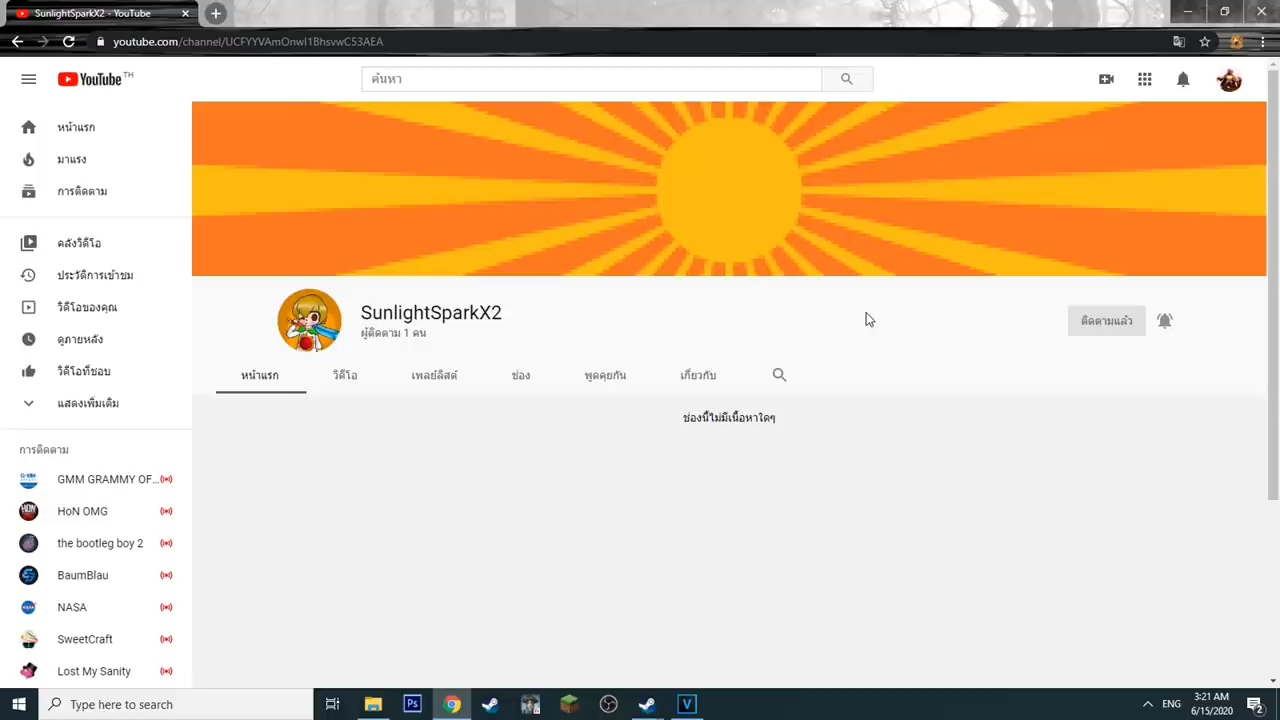 SunlightSparkX2 - YouTube
youtube.com/channel/UCFYYVAmOnwI1BhsvwC53AEA
YouTube TH
ค้นหา
หน้าแรก
มาแรง
การติดตาม
คลังวิดีโอ
ประวัติการเข้าชม
วิดีโอของคุณ
ดูภายหลัง
วิดีโอที่ชอบ
แสดงเพิ่มเติม
การติดตาม
GMM GRAMMY OF...
HoN OMG
the bootleg boy 2
BaumBlau
NASA
SweetCraft
Lost My Sanity
SunlightSparkX2
ผู้ติดตาม 1 คน
ติดตามแล้ว
หน้าแรก วิดีโอ เพลย์ลิสต์ ช่อง พูดคุยกัน เกี่ยวกับ
ช่องนี้ไม่มีเนื้อหาใดๆ
Type here to search
Ps
V
ENG
3:21 AM
6/15/2020
2